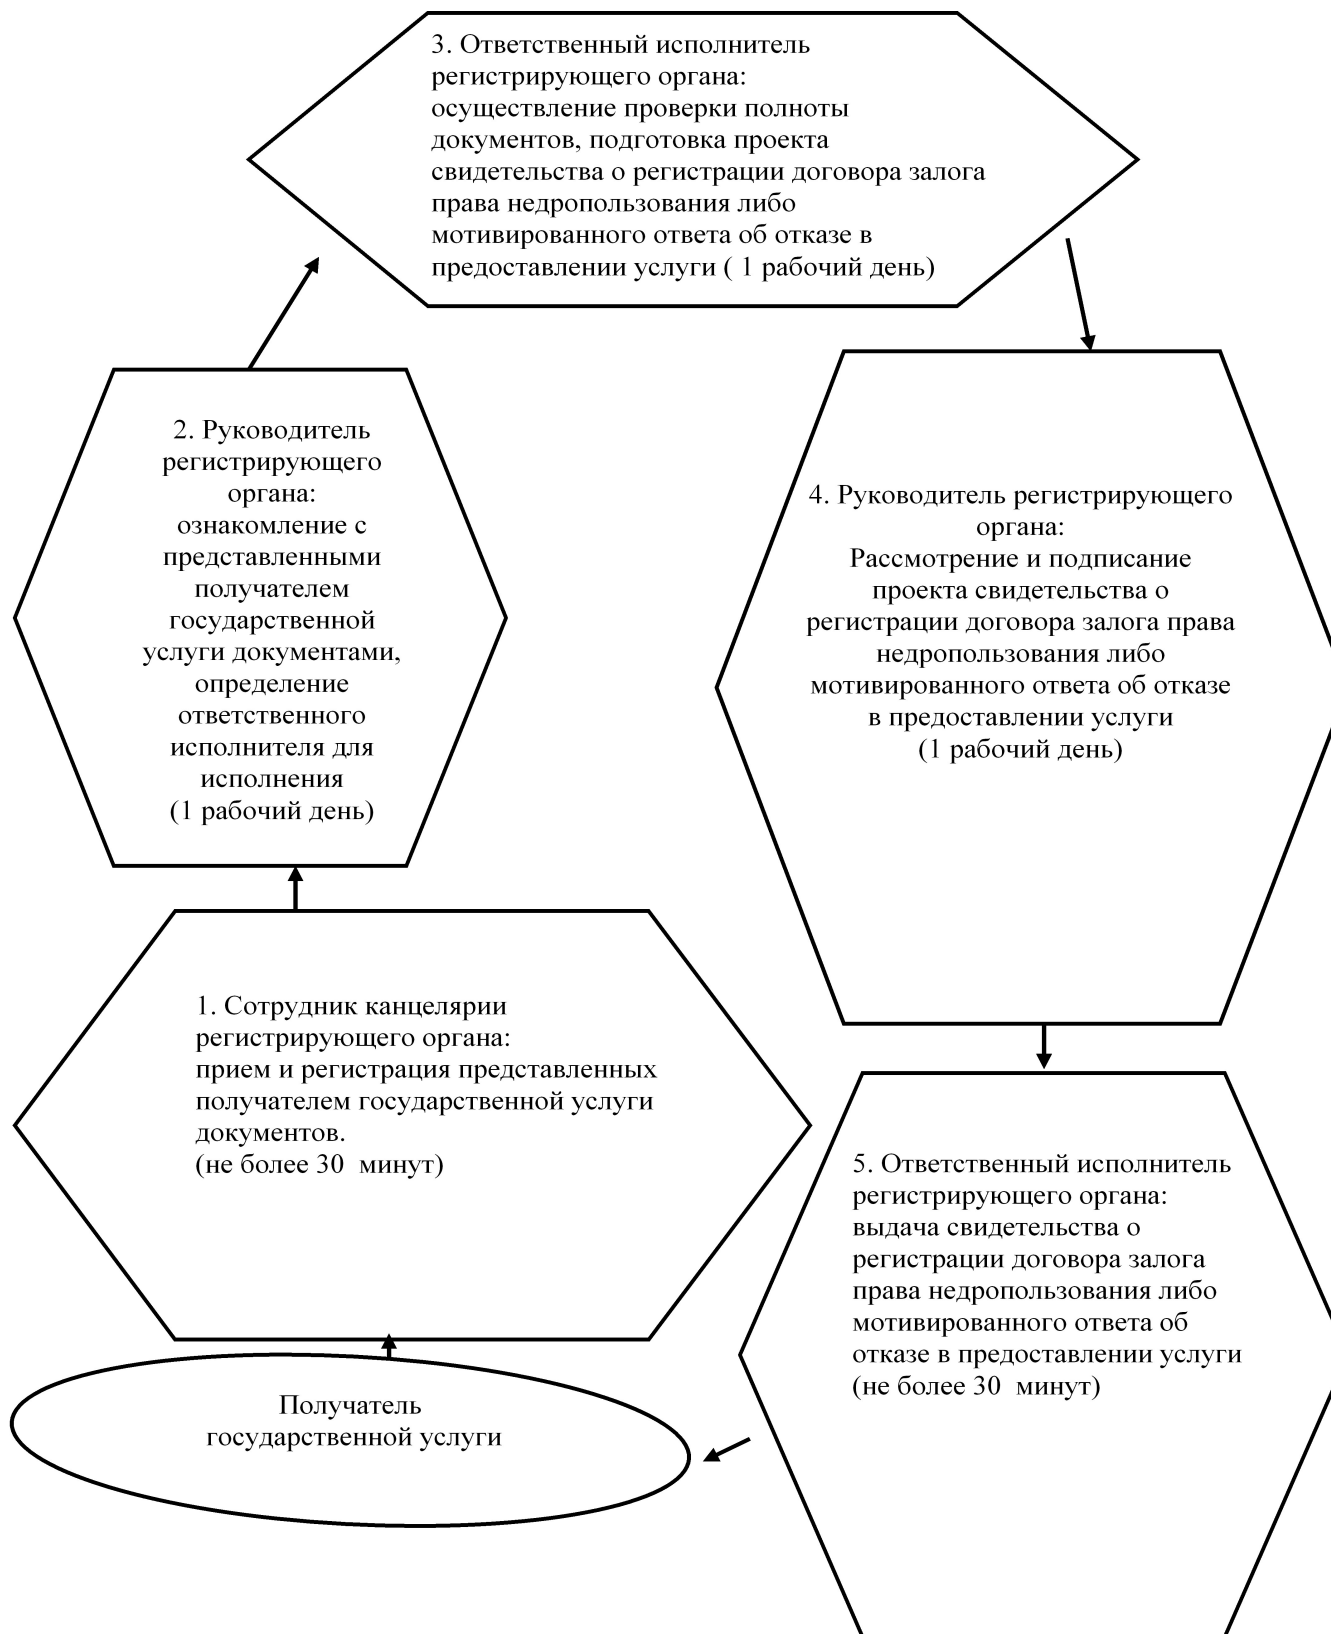 3. Ответственный исполнитель
регистрирующего органа:
осуществление проверки полноты
документов, подготовка проекта
свидетельства о регистрации договора залога
права недропользования либо
мотивированного ответа об отказе в
предоставлении услуги ( 1 рабочий день)
2. Руководитель
регистрирующего
органа:
ознакомление с
представленными
получателем
государственной
услуги документами,
определение
ответственного
исполнителя для
исполнения
(1 рабочий день)
4. Руководитель регистрирующего
органа:
Рассмотрение и подписание
проекта свидетельства о
регистрации договора залога права
недропользования либо
мотивированного ответа об отказе
в предоставлении услуги
(1 рабочий день)
1. Сотрудник канцелярии
регистрирующего органа:
прием и регистрация представленных
получателем государственной услуги
документов.
(не более 30  минут)
5. Ответственный исполнитель
регистрирующего органа:
выдача свидетельства о
регистрации договора залога
права недропользования либо
мотивированного ответа об
отказе в предоставлении услуги
(не более 30  минут)
Получатель
государственной услуги